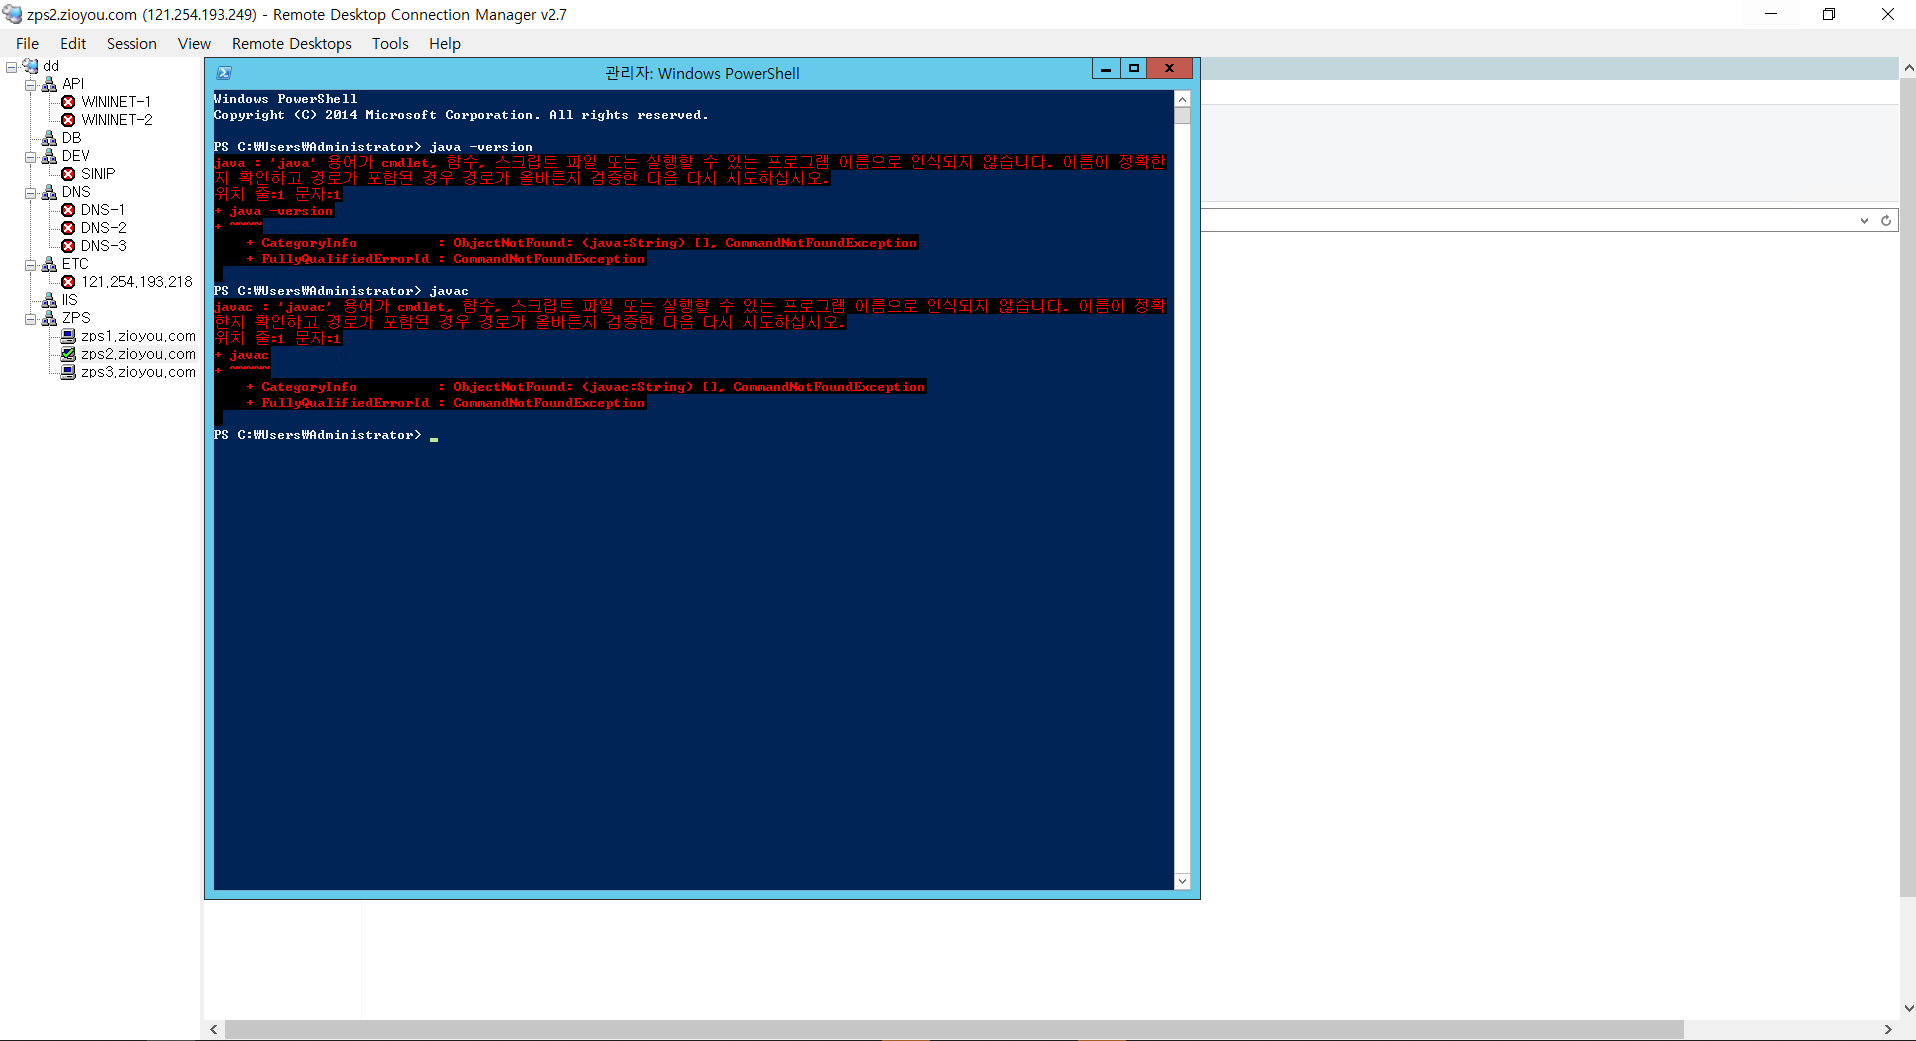 zps2.zioyou.com (121.254.193.249) - Remote Desktop Connection Manager v2.7
File Edit Session View Remote Desktops Tools Help
dd
API
WININET-1
WININET-2
DB
DEV
SINIP
DNS
DNS-1
DNS-2
DNS-3
ETC
121.254.193.218
IIS
ZPS
zps1.zioyou.com
zps2.zioyou.com
zps3.zioyou.com
관리자: Windows PowerShell
Windows PowerShell
Copyright (C) 2014 Microsoft Corporation. All rights reserved.
PS C:₩Users₩Administrator> java -version
java : 'java' 용어가 cmdlet, 함수, 스크립트 파일 또는 실행할 수 있는 프로그램 이름으로 인식되지 않습니다. 이름이 정확한
지 확인하고 경로가 포함된 경우 경로가 올바른지 검증한 다음 다시 시도하십시오.
위치 줄:1 문자:1
+ java -version
+ ~~~~
+ CategoryInfo : ObjectNotFound: (java:String) [], CommandNotFoundException
+ FullyQualifiedErrorId : CommandNotFoundException
PS C:₩Users₩Administrator> javac
javac : 'javac' 용어가 cmdlet, 함수, 스크립트 파일 또는 실행할 수 있는 프로그램 이름으로 인식되지 않습니다. 이름이 정확
한지 확인하고 경로가 포함된 경우 경로가 올바른지 검증한 다음 다시 시도하십시오.
위치 줄:1 문자:1
+ javac
+ ~~~~~
+ CategoryInfo : ObjectNotFound: (javac:String) [], CommandNotFoundException
+ FullyQualifiedErrorId : CommandNotFoundException
PS C:₩Users₩Administrator>